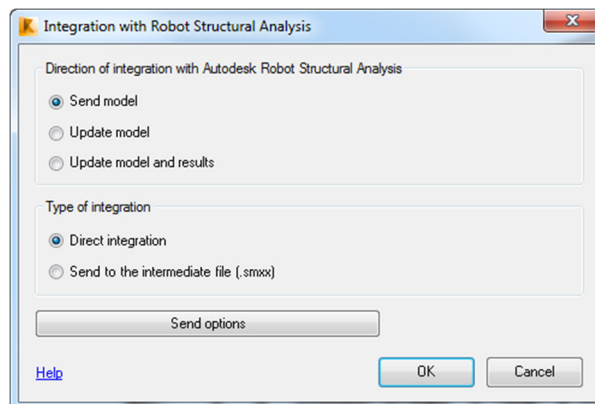 Integration with Robot Structural Analysis
Direction of integration with Autodesk Robot Structural Analysis
Send model
Update model
Update model and results
Type of integration
Direct integration
Send to the intermediate file (.smxx)
Send options
Help
OK
Cancel